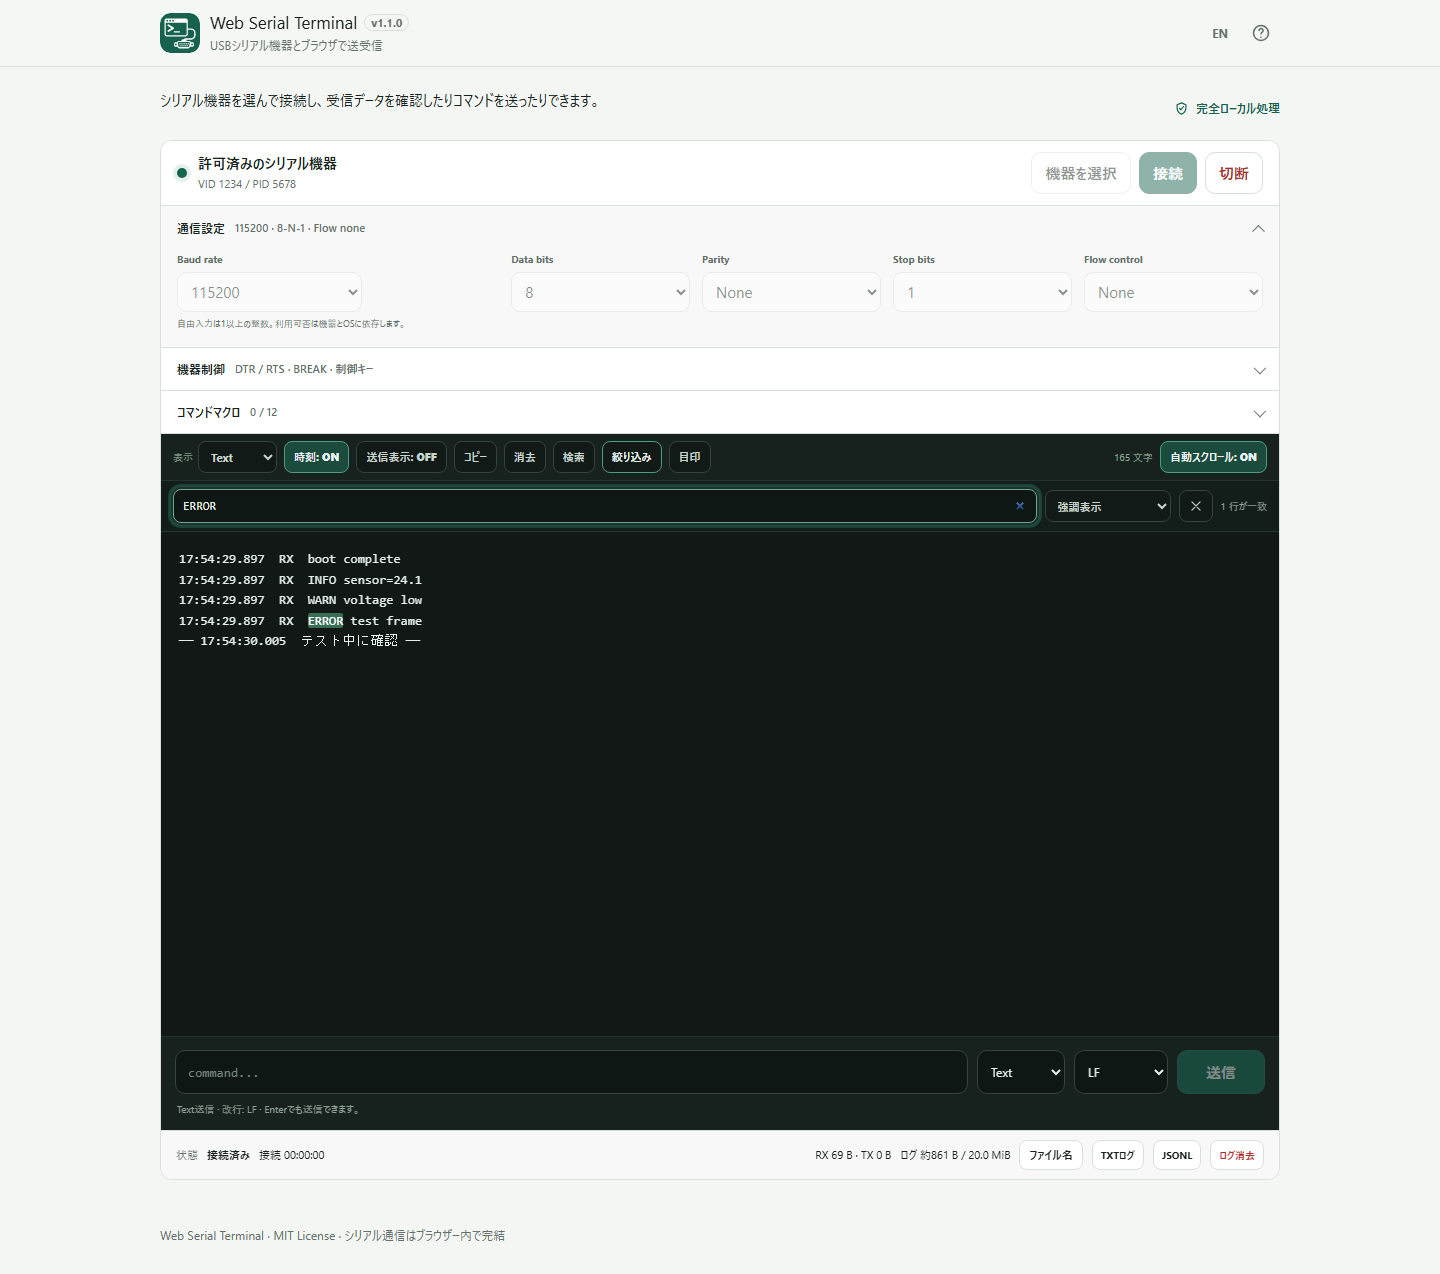 Web Serial Terminal v1.1.0
USBシリアル機器とブラウザで送受信
EN
シリアル機器を選んで接続し、受信データを確認したりコマンドを送ったりできます。
完全ローカル処理
許可済みのシリアル機器
VID 1234 / PID 5678
機器を選択 接続 切断
通信設定 115200 · 8-N-1 · Flow none
Baud rate Data bits Parity Stop bits Flow control
115200 8 None 1 None
自由入力は1以上の整数。利用可否は機器とOSに依存します。
機器制御 DTR / RTS · BREAK · 制御キー
コマンドマクロ 0 / 12
表示 Text 時刻: ON 送信表示: OFF コピー 消去 検索 絞り込み 目印 165 文字 自動スクロール: ON
ERROR 強調表示 1 行が一致
17:54:29.897 RX boot complete
17:54:29.897 RX INFO sensor=24.1
17:54:29.897 RX WARN voltage low
17:54:29.897 RX ERROR test frame
── 17:54:30.005 テスト中に確認 ──
command... Text LF 送信
Text送信 · 改行: LF · Enterでも送信できます。
状態 接続済み 接続 00:00:00 RX 69 B · TX 0 B ログ 約861 B / 20.0 MiB ファイル名 TXTログ JSONL ログ消去
Web Serial Terminal · MIT License · シリアル通信はブラウザー内で完結